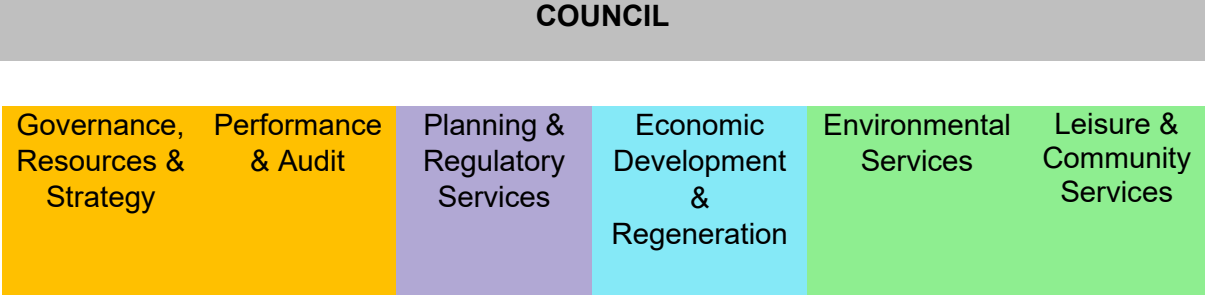 COUNCIL
Governance,
Resources &
Strategy
Performance
& Audit
Planning &
Regulatory
Services
Economic
Development
&
Regeneration
Environmental
Services
Leisure &
Community
Services